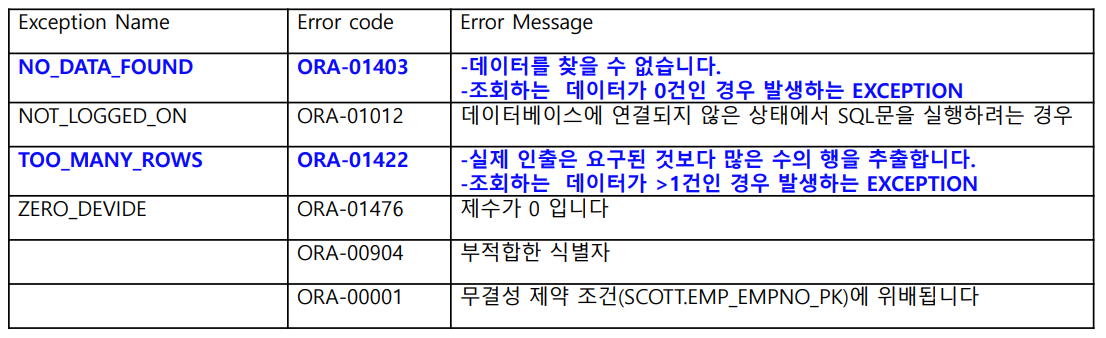 Exception Name Error code Error Message
NO_DATA_FOUND ORA-01403 -데이터를 찾을 수 없습니다.
-조회하는 데이터가 0건인 경우 발생하는 EXCEPTION
NOT_LOGGED_ON ORA-01012 데이터베이스에 연결되지 않은 상태에서 SQL문을 실행하려는 경우
TOO_MANY_ROWS ORA-01422 -실제 인출은 요구된 것보다 많은 수의 행을 추출합니다.
-조회하는 데이터가 >1건인 경우 발생하는 EXCEPTION
ZERO_DEVIDE ORA-01476 제수가 0 입니다
ORA-00904 부적합한 식별자
ORA-00001 무결성 제약 조건(SCOTT.EMP_EMPNO_PK)에 위배됩니다